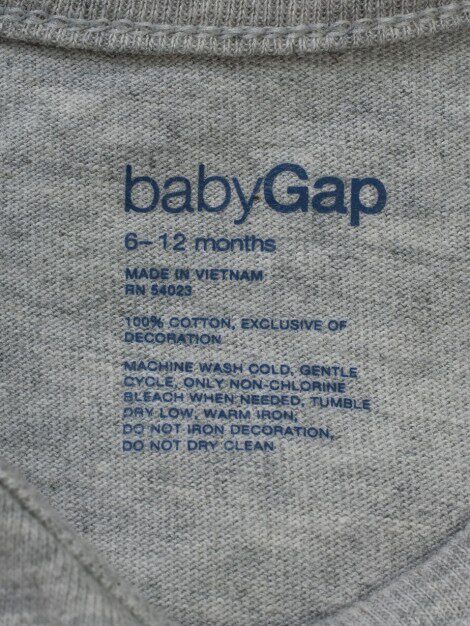 babyGap
6-12 months
MADE IN VIETNAM
RN 54023
100% COTTON, EXCLUSIVE OF
DECORATION
MACHINE WASH COLD, GENTLE
CYCLE, ONLY NON-CHLORINE
BLEACH WHEN NEEDED, TUMBLE
DRY LOW, WARM IRON,
DO NOT IRON DECORATION,
DO NOT DRY CLEAN